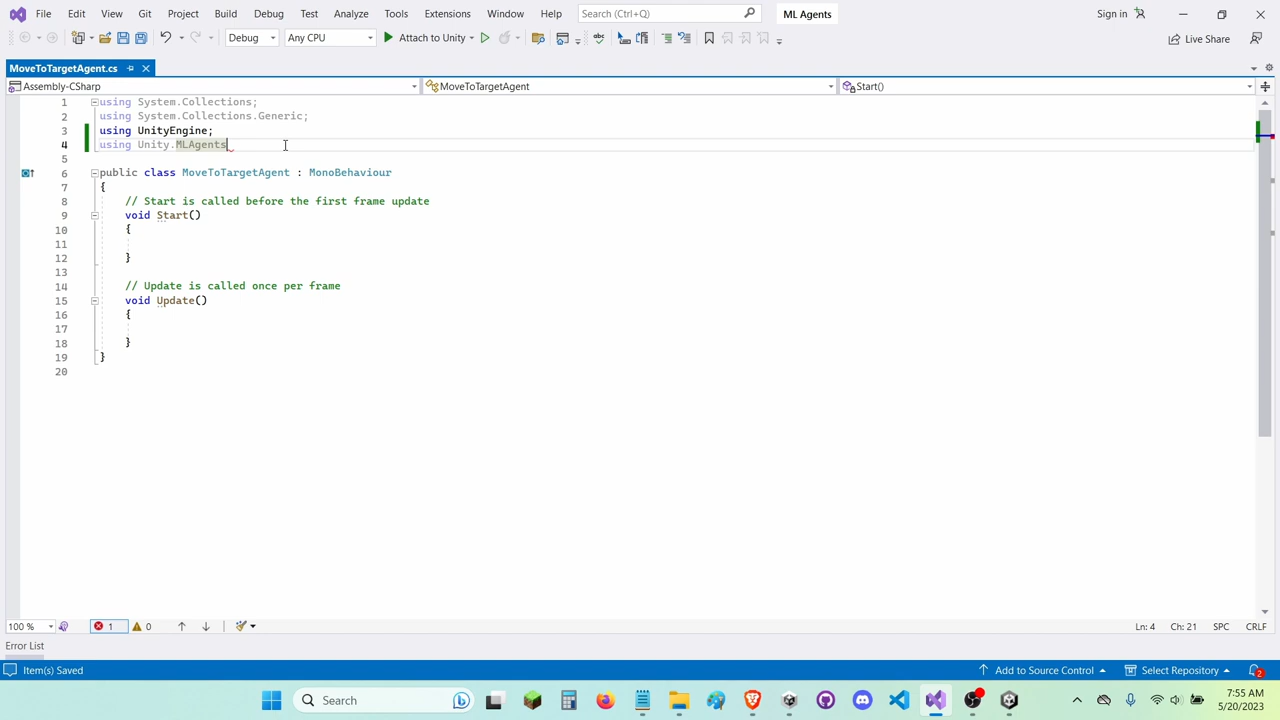 File Edit View Git Project Build Debug Test Analyze Tools Extensions Window Help Search (Ctrl+Q) ML Agents Sign in
Debug Any CPU Attach to Unity Live Share
MoveToTargetAgent.cs
Assembly-CSharp MoveToTargetAgent Start()
1 using System.Collections;
2 using System.Collections.Generic;
3 using UnityEngine;
4 using Unity.MLAgents
5
6 public class MoveToTargetAgent : MonoBehaviour
7 {
8 // Start is called before the first frame update
9 void Start()
10 {
11
12 }
13
14 // Update is called once per frame
15 void Update()
16 {
17
18 }
19 }
20
100 % 1 0 Ln: 4 Ch: 21 SPC CRLF
Error List
Item(s) Saved Add to Source Control Select Repository 2
Search 7:55 AM
5/20/2023